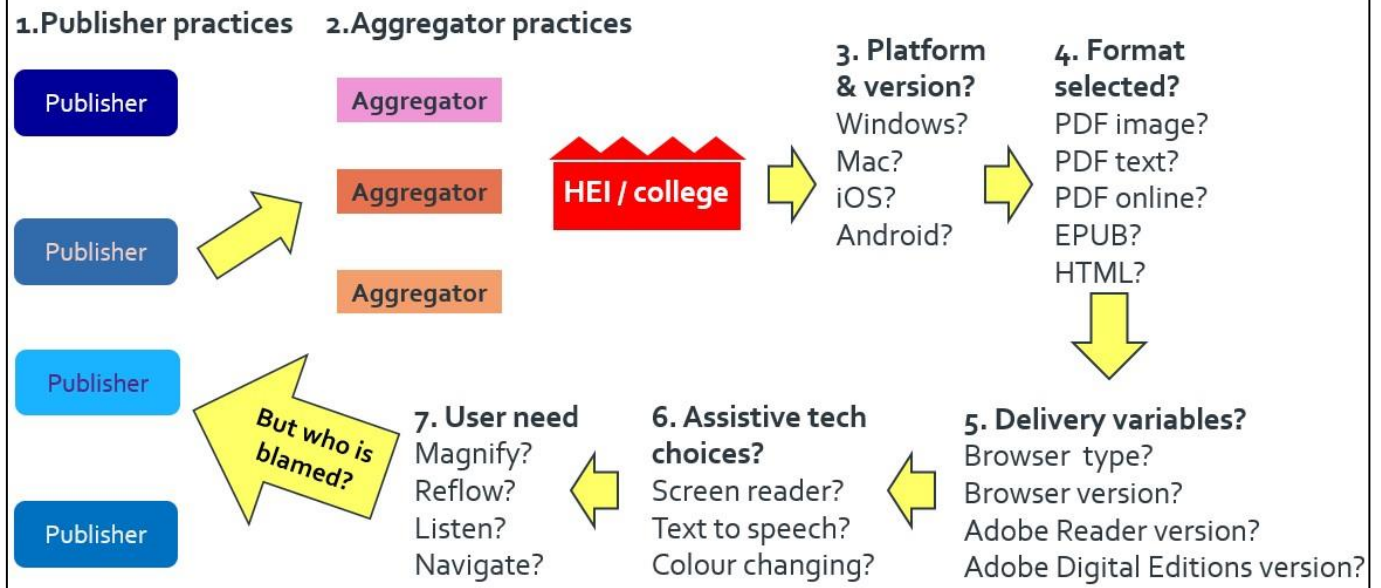 1.Publisher practices
Publisher
Publisher
Publisher
Publisher
2.Aggregator practices
Aggregator
Aggregator
Aggregator
HEI / college
3. Platform
& version?
Windows?
Mac?
iOS?
Android?
4. Format
selected?
PDF image?
PDF text?
PDF online?
EPUB?
HTML?
5. Delivery variables?
Browser type?
Browser version?
Adobe Reader version?
Adobe Digital Editions version?
6. Assistive tech
choices?
Screen reader?
Text to speech?
Colour changing?
7. User need
Magnify?
Reflow?
Listen?
Navigate?
But who is
blamed?